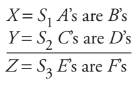 X = S₁ A's are B's
Y = S₂ C's are D's
Z = S₃ E's are F's